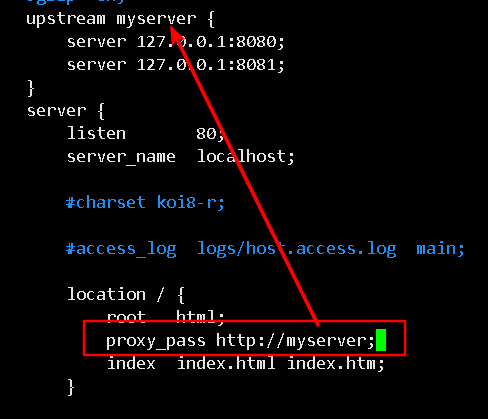 upstream myserver {
    server 127.0.0.1:8080;
    server 127.0.0.1:8081;
}
server {
    listen       80;
    server_name  localhost;
    #charset koi8-r;
    #access_log  logs/host.access.log  main;
    location / {
        root   html;
        proxy_pass http://myserver;
        index  index.html index.htm;
    }